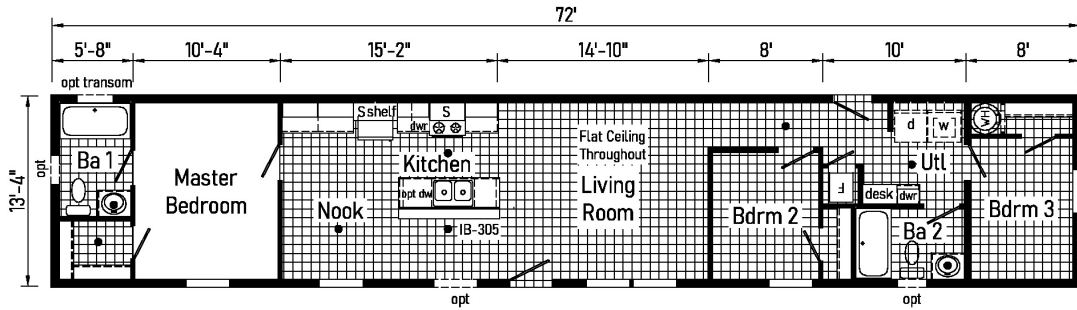 72'
5'-8"
10'-4"
15'-2"
14'-10"
8'
10'
8'
opt transom
13'-4"
opt
Ba 1
Master
Bedroom
S shelf
dwr
S
Kitchen
opt dw
Nook
IB-305
Flat Ceiling
Throughout
Living
Room
Bdrm 2
F
d
w
Utl
desk
dwr
Ba 2
WH
Bdrm 3
opt
opt